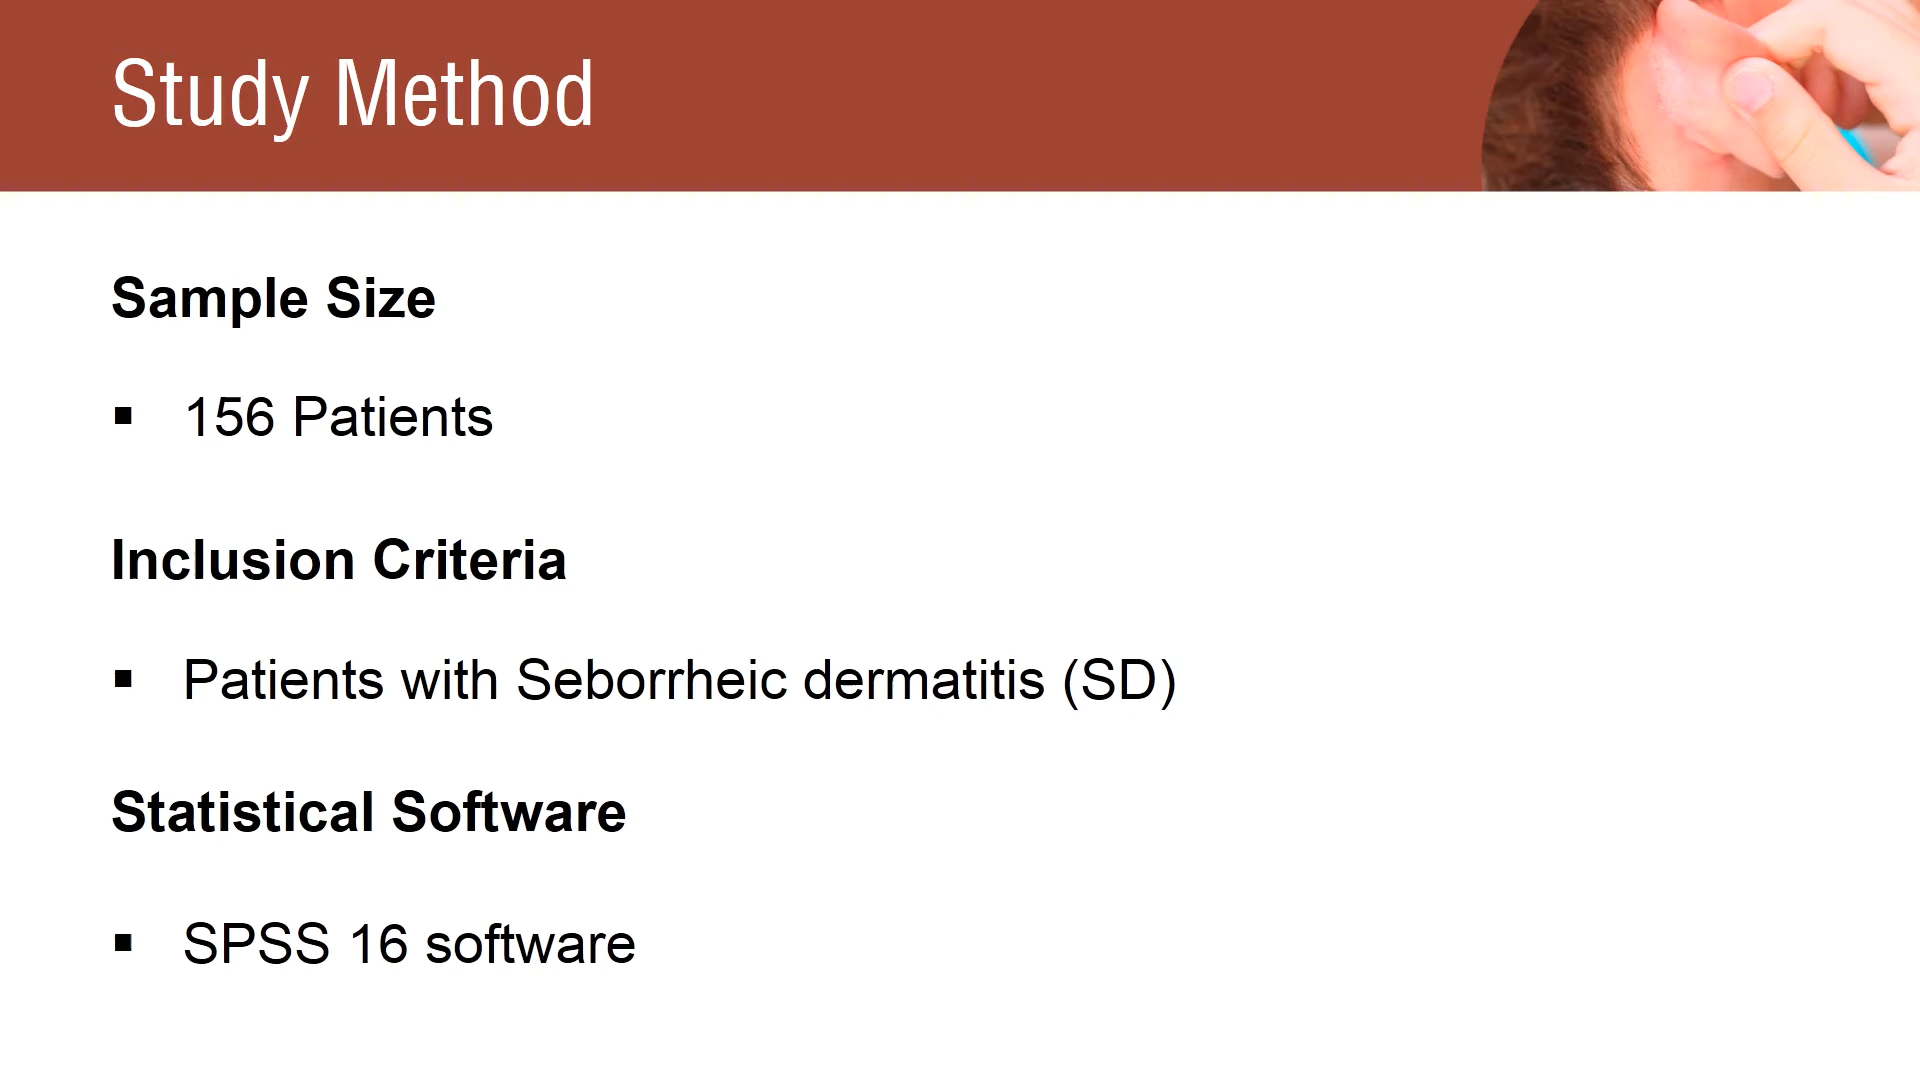 Study Method
Sample Size
▪ 156 Patients
Inclusion Criteria
▪ Patients with Seborrheic dermatitis (SD)
Statistical Software
▪ SPSS 16 software